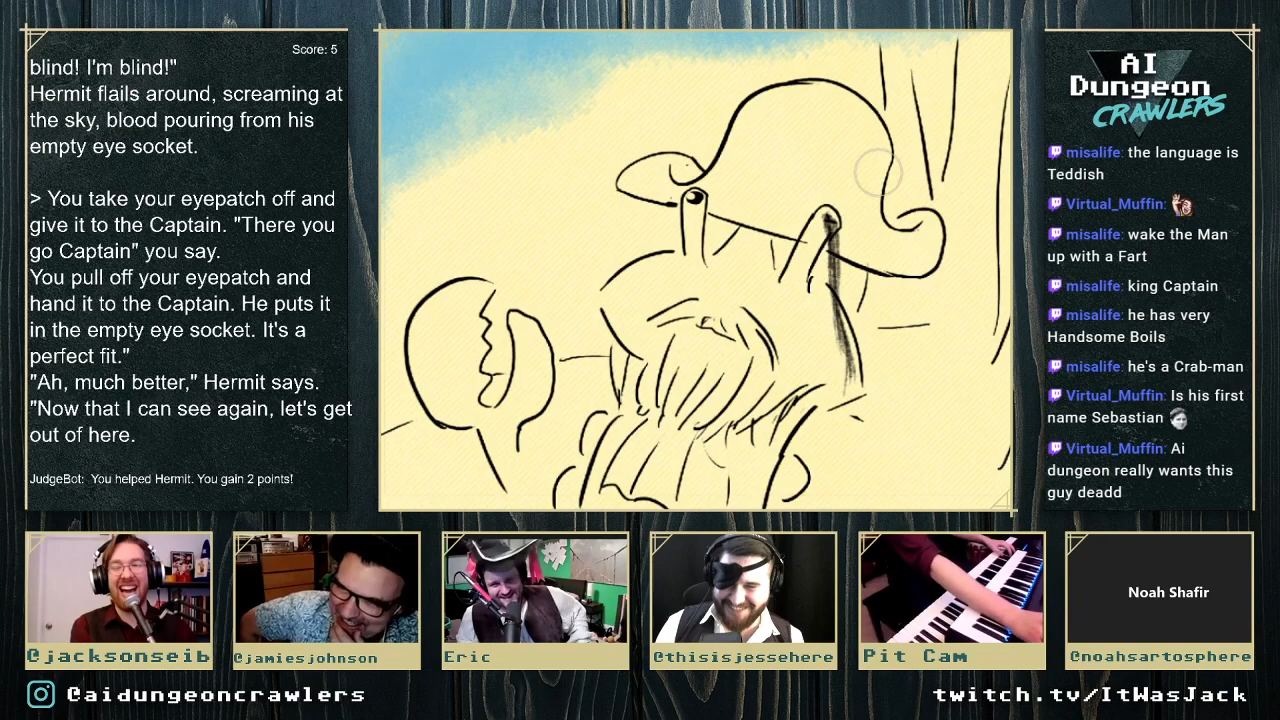 Score: 5
blind! I'm blind!"
Hermit flails around, screaming at
the sky, blood pouring from his
empty eye socket.
> You take your eyepatch off and
give it to the Captain. "There you
go Captain" you say.
You pull off your eyepatch and
hand it to the Captain. He puts it
in the empty eye socket. It's a
perfect fit."
"Ah, much better," Hermit says.
"Now that I can see again, let's get
out of here.
JudgeBot: You helped Hermit. You gain 2 points!
AI
Dungeon
CRAWLERS
misalife: the language is
Teddish
Virtual_Muffin:
misalife: wake the Man
up with a Fart
misalife: king Captain
misalife: he has very
Handsome Boils
misalife: he's a Crab-man
Virtual_Muffin: Is his first
name Sebastian
Virtual_Muffin: Ai
dungeon really wants this
guy deadd
Noah Shafir
@jacksonseib
@jamiesjohnson
Eric
@thisisjessehere
Pit Cam
@noahsartosphere
@aidungeoncrawlers
twitch.tv/ItWasJack